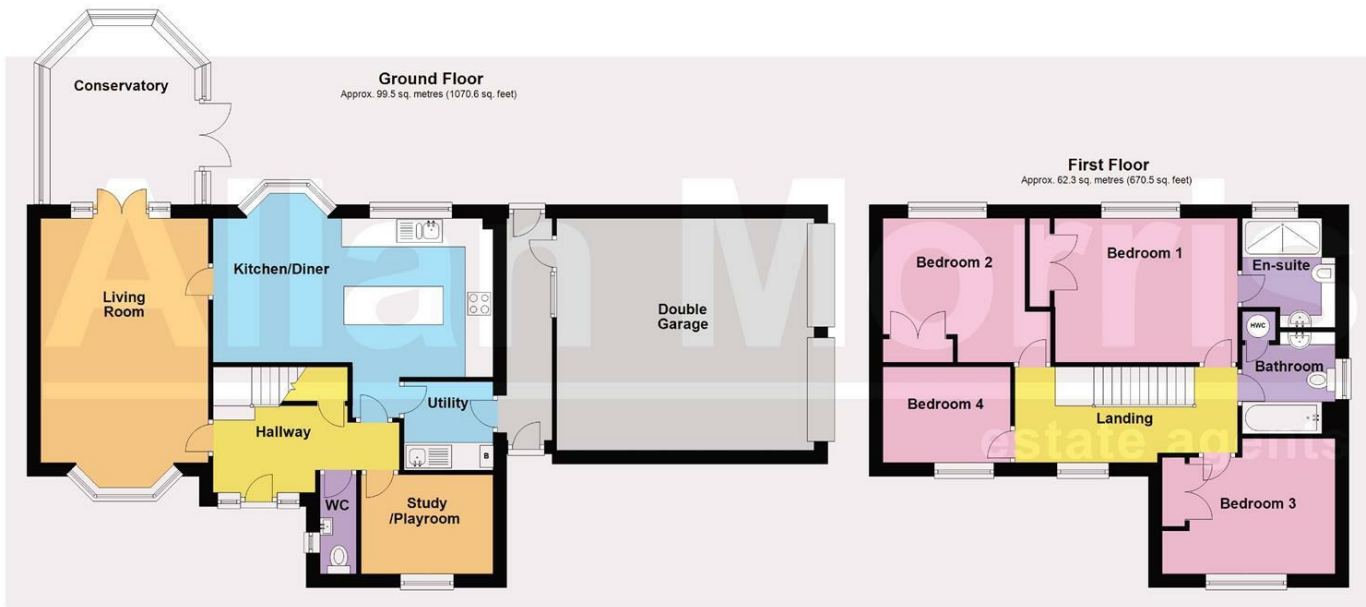 Conservatory
Ground Floor
Approx. 99.5 sq. metres (1070.6 sq. feet)
Living
Room
Kitchen/Diner
Double
Garage
Utility
B
Hallway
WC
Study
/Playroom
First Floor
Approx. 62.3 sq. metres (670.5 sq. feet)
Bedroom 2
Bedroom 1
En-suite
HWC
Bathroom
Bedroom 4
Landing
Bedroom 3
Allan Morris
estate agents